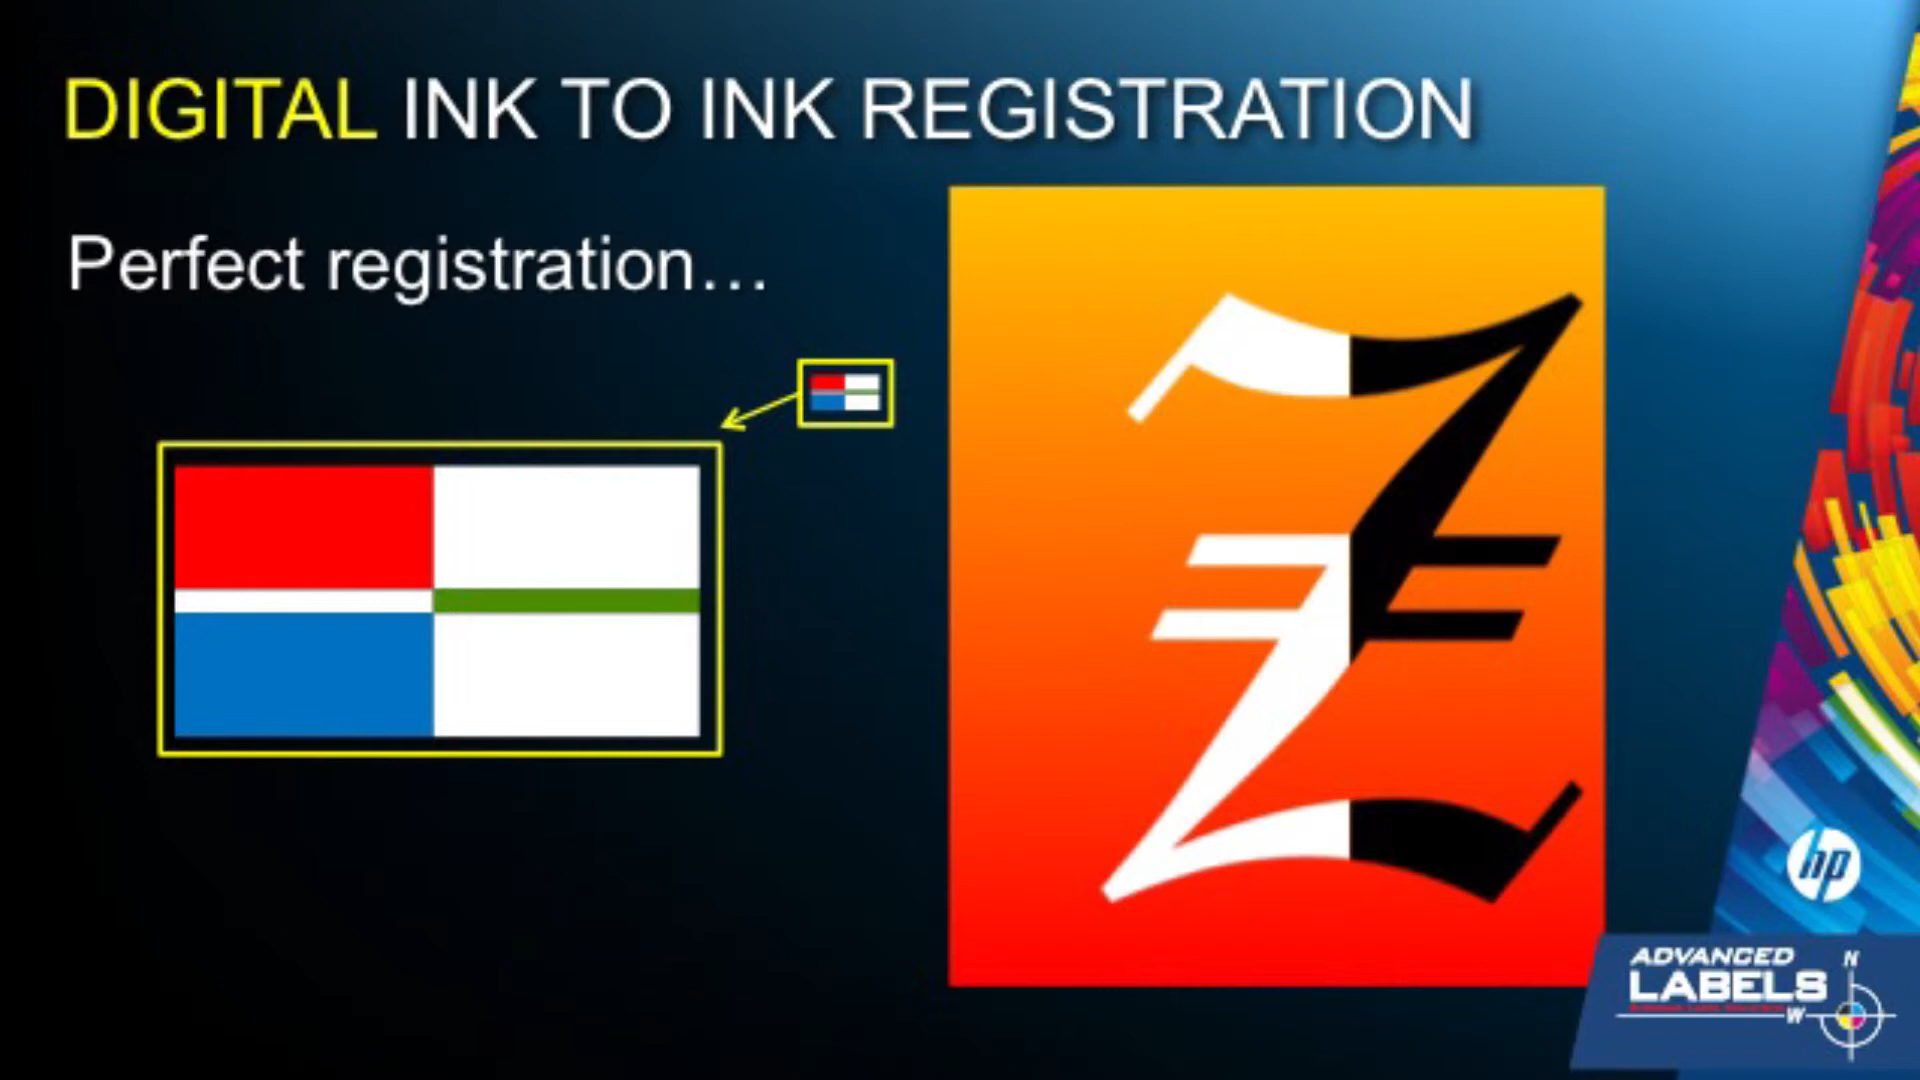 DIGITAL INK TO INK REGISTRATION
Perfect registration...
Z
hp
ADVANCED
LABELS
N
W